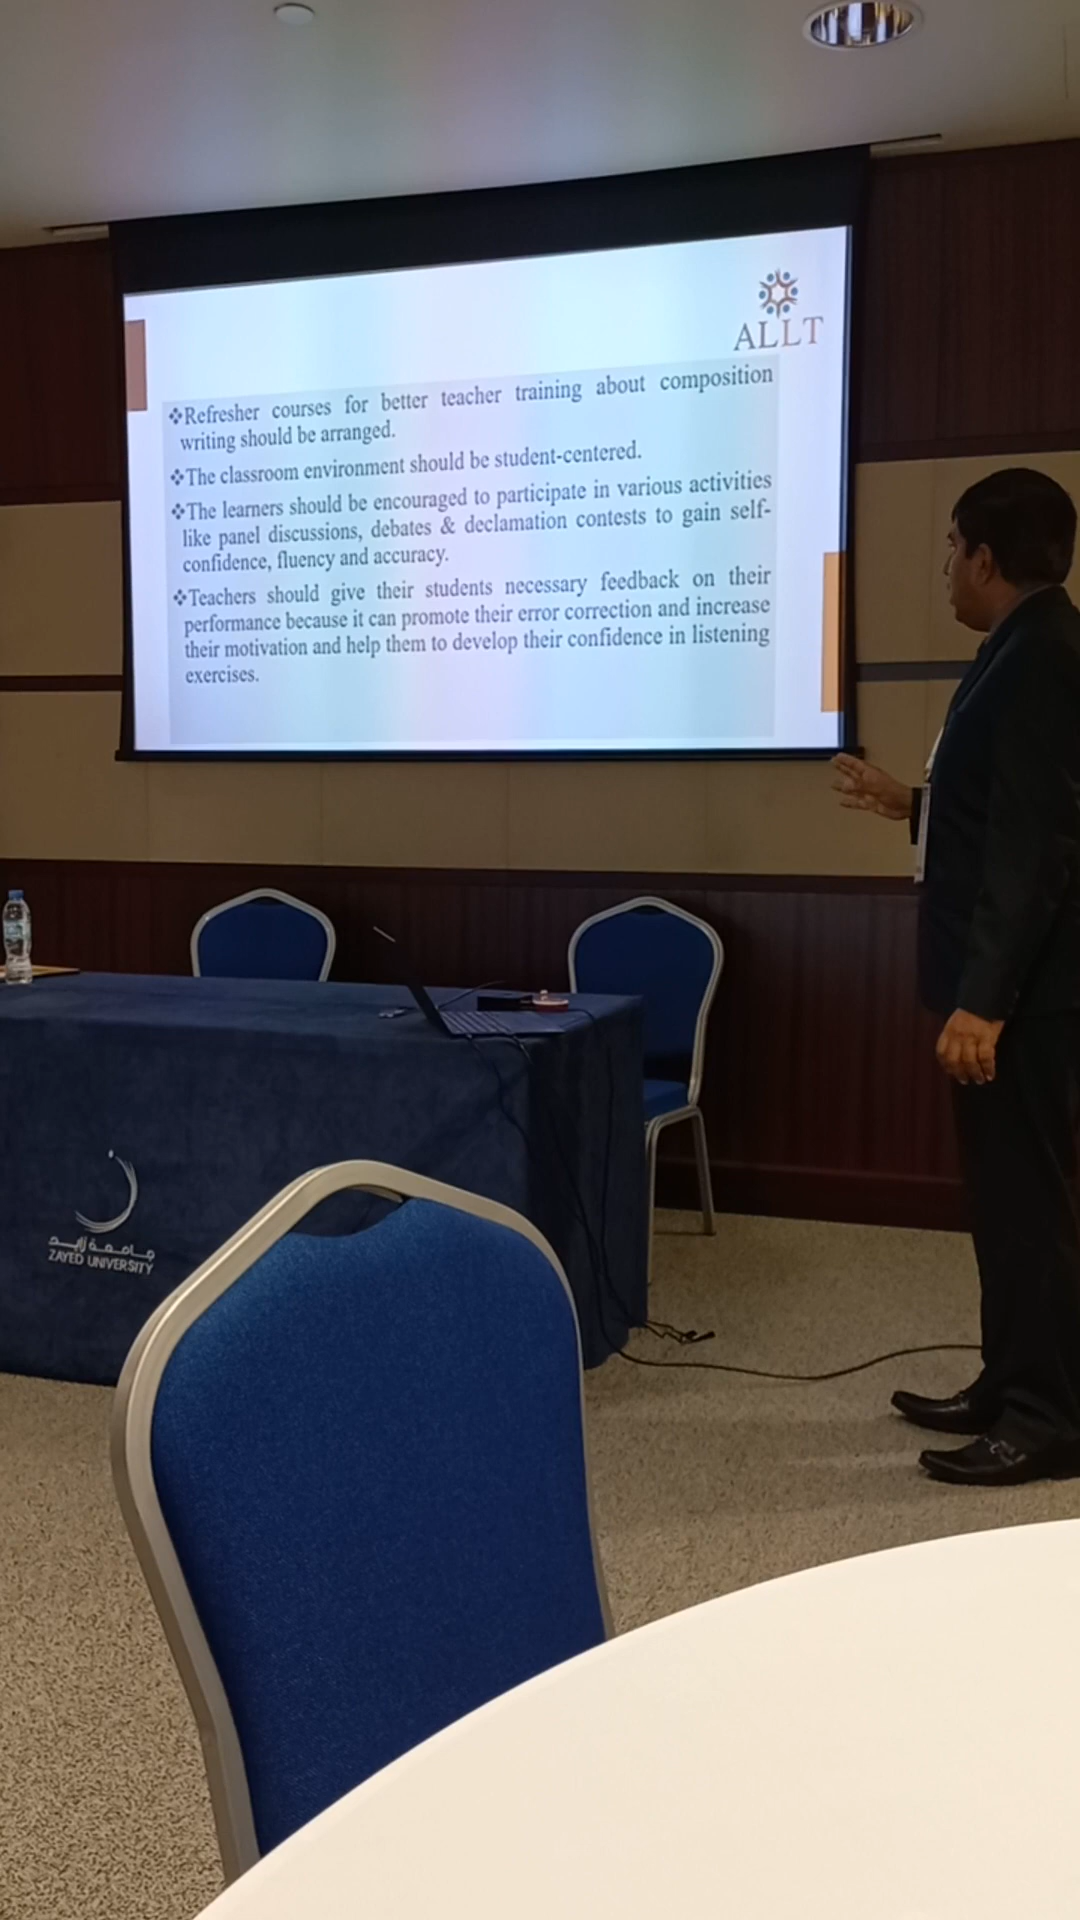 ALLT
❖Refresher courses for better teacher training about composition
writing should be arranged.
❖The classroom environment should be student-centered.
❖The learners should be encouraged to participate in various activities
like panel discussions, debates & declamation contests to gain self-
confidence, fluency and accuracy.
❖Teachers should give their students necessary feedback on their
performance because it can promote their error correction and increase
their motivation and help them to develop their confidence in listening
exercises.
جامعة زايد
ZAYED UNIVERSITY